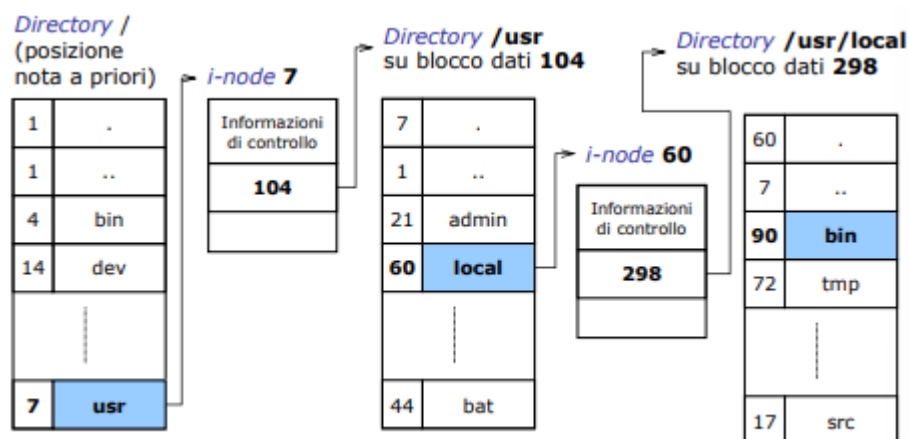 Directory /
(posizione
nota a priori)
1 .
1 ..
4 bin
14 dev
7 usr
i-node 7
Informazioni
di controllo
104
Directory /usr
su blocco dati 104
7 .
1 ..
21 admin
60 local
44 bat
i-node 60
Informazioni
di controllo
298
Directory /usr/local
su blocco dati 298
60 .
7 ..
90 bin
72 tmp
17 src